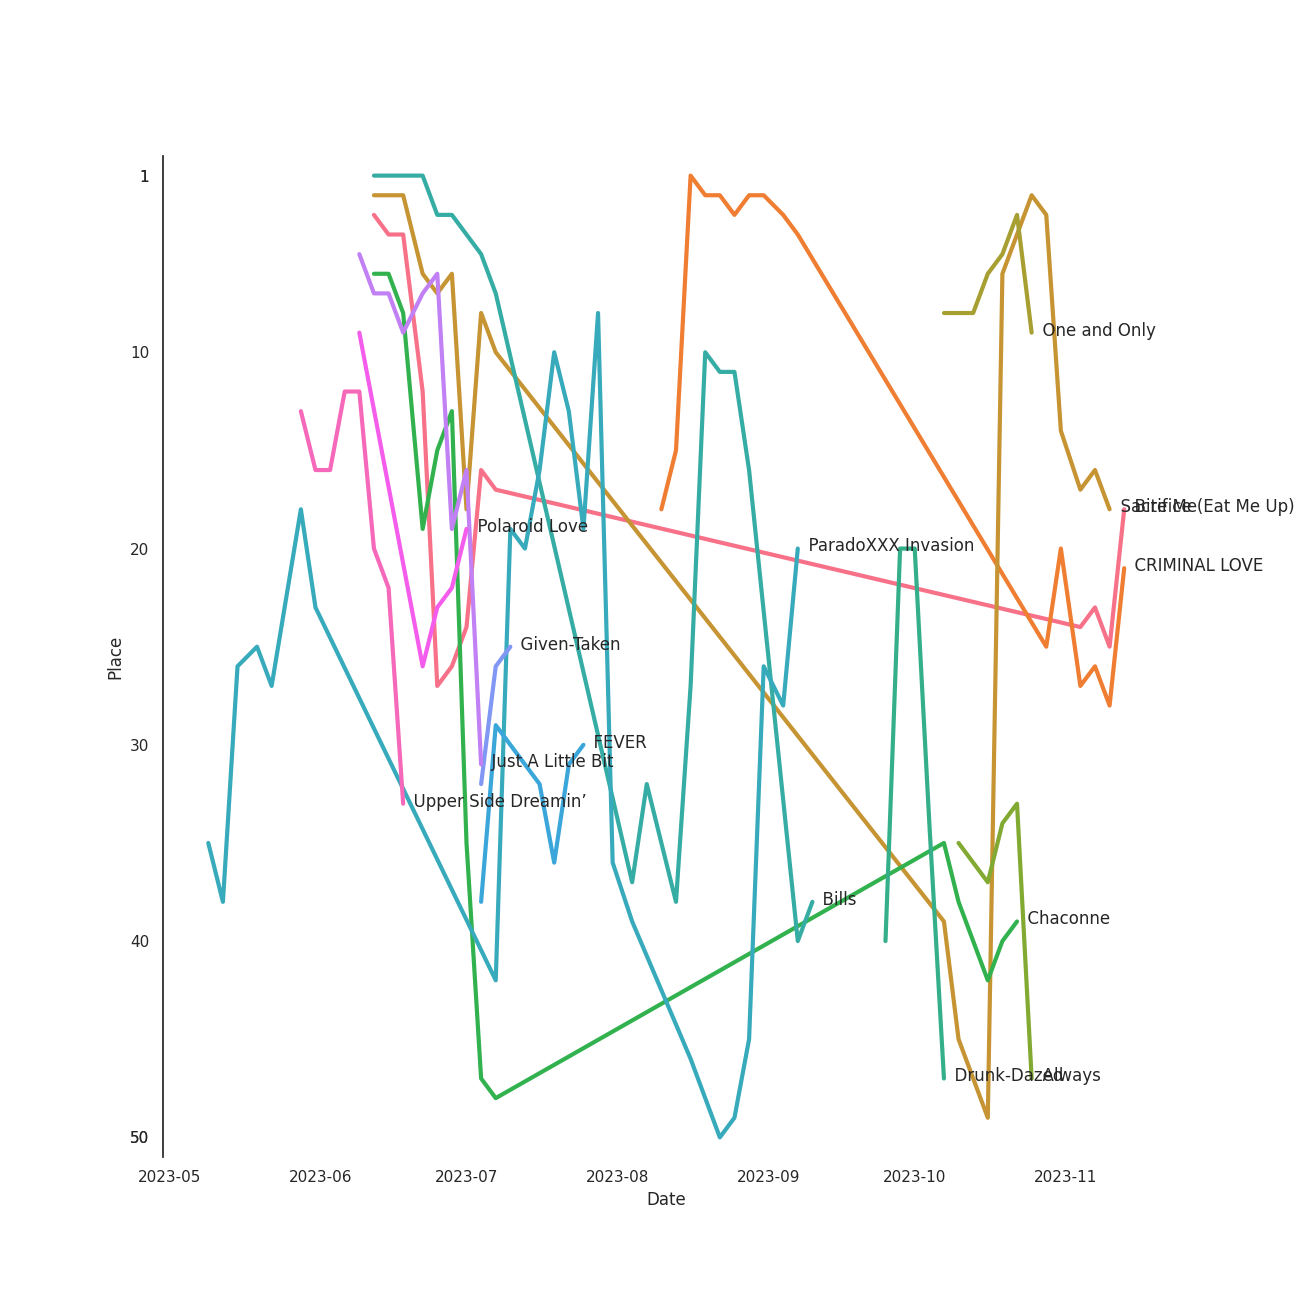 1
10
One and Only
Sacrifice (Eat Me Up)
Bite Me
Polaroid Love
20
ParadoXXX Invasion
CRIMINAL LOVE
Given-Taken
Place
30
FEVER
Just A Little Bit
Upper Side Dreamin’
Bills
Chaconne
40
Drunk-Dazed
Always
50
2023-05 2023-06 2023-07 2023-08 2023-09 2023-10 2023-11
Date